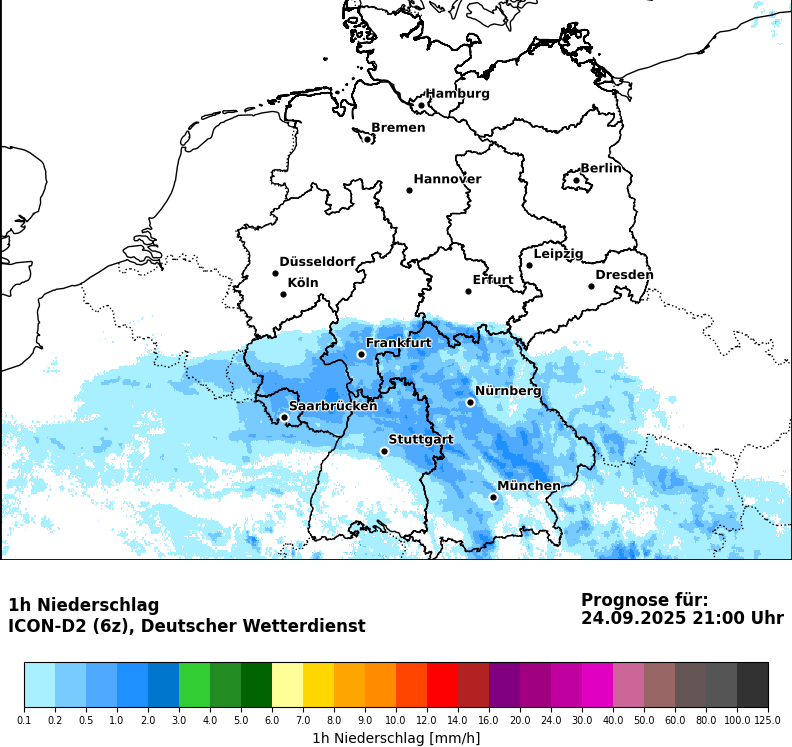 Hamburg
Bremen
Berlin
Hannover
Leipzig
Düsseldorf
Dresden
Köln
Erfurt
Frankfurt
Nürnberg
Saarbrücken
Stuttgart
München
1h Niederschlag
ICON-D2 (6z), Deutscher Wetterdienst
Prognose für:
24.09.2025 21:00 Uhr
0.1 0.2 0.5 1.0 2.0 3.0 4.0 5.0 6.0 7.0 8.0 9.0 10.0 12.0 14.0 16.0 20.0 24.0 30.0 40.0 50.0 60.0 80.0 100.0 125.0
1h Niederschlag [mm/h]